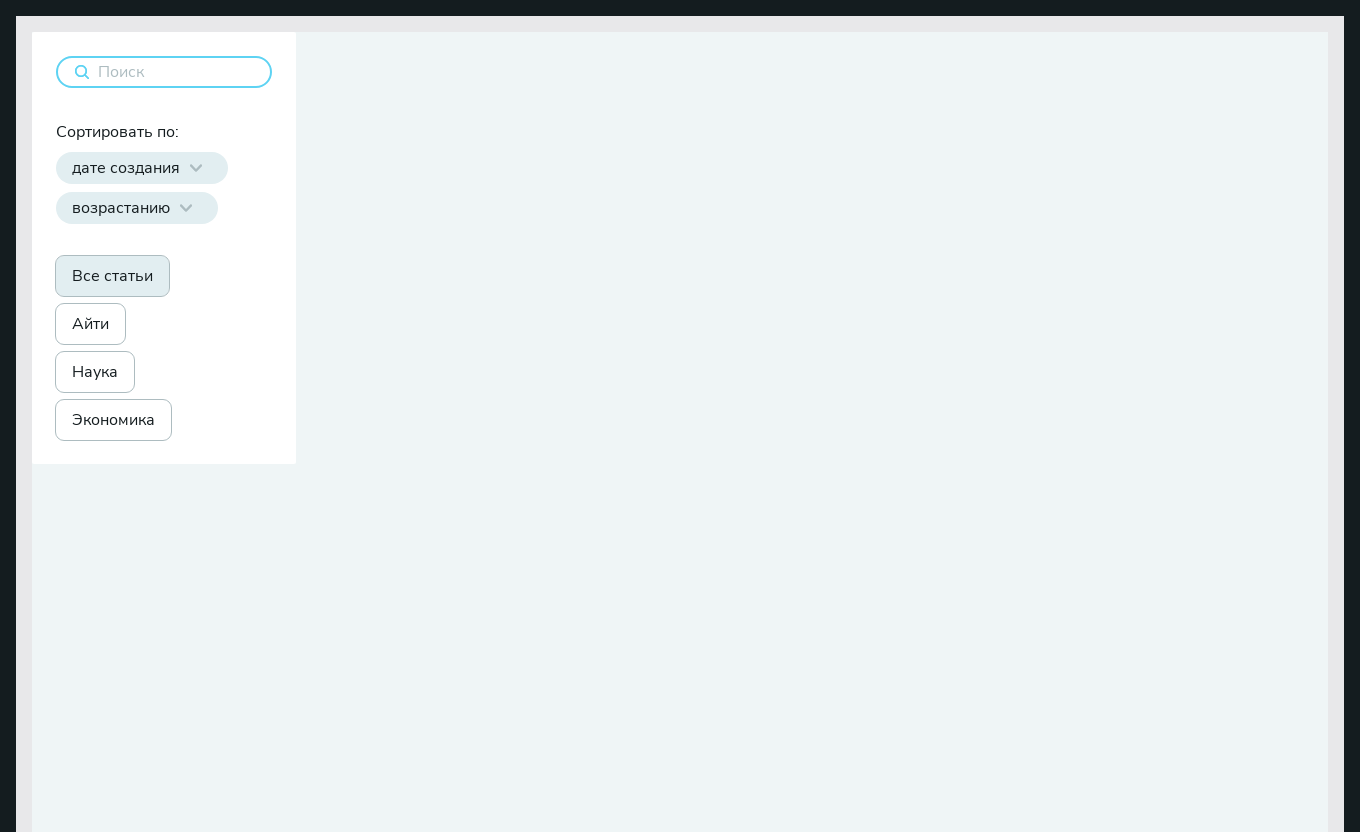 Поиск
Сортировать по:
дате создания
возрастанию
Все статьи
Айти
Наука
Экономика